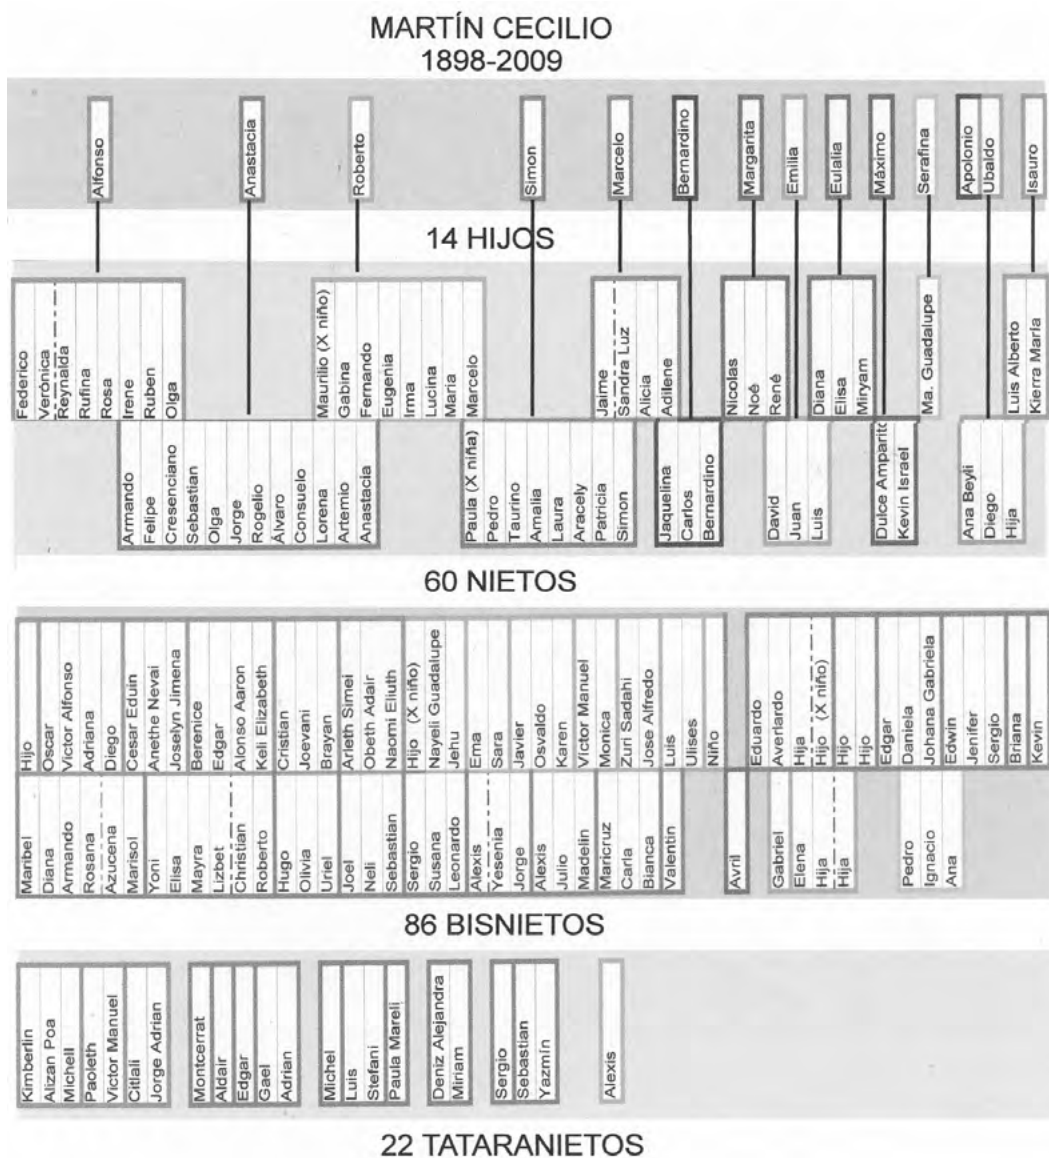 MARTÍN CECILIO
1898-2009
Alfonso
Anastacia
Roberto
Simon
Marcelo
Bernardino
Margarita
Emilia
Eulalia
Máximo
Serafina
Apolonio
Ubaldo
Isauro
14 HIJOS
Federico
Verónica
Reynalda
Rufina
Rosa
Irene
Ruben
Olga
Maurilio (X niño)
Gabina
Fernando
Eugenia
Irma
Lucina
Maria
Marcelo
Jaime
Sandra Luz
Alicia
Adilene
Nicolas
Noé
René
Diana
Elisa
Miryam
Ma. Guadalupe
Luis Alberto
Kierra María
Armando
Felipe
Cresenciano
Sebastian
Olga
Jorge
Rogelio
Álvaro
Consuelo
Lorena
Artemio
Anastacia
Paula (X niña)
Pedro
Taurino
Amalia
Laura
Aracely
Patricia
Simon
Jaquelina
Carlos
Bernardino
David
Juan
Luis
Dulce Amparito
Kevin Israel
Ana Beyli
Diego
Hija
60 NIETOS
Hijo
Oscar
Victor Alfonso
Adriana
Diego
Cesar Eduin
Anethe Nevai
Joselyn Jimena
Berenice
Edgar
Alonso Aaron
Keli Elizabeth
Cristian
Joevani
Brayan
Arleth Simei
Obeth Adair
Naomi Eliuth
Hijo (X niño)
Nayeli Guadalupe
Jehu
Ema
Sara
Javier
Osvaldo
Karen
Víctor Manuel
Monica
Zuri Sadahi
Jose Alfredo
Luis
Ulises
Niño
Eduardo
Averlardo
Hija
Hijo (X niño)
Hijo
Hijo
Edgar
Daniela
Johana Gabriela
Edwin
Jenifer
Sergio
Briana
Kevin
Maribel
Diana
Armando
Rosana
Azucena
Marisol
Yoni
Elisa
Mayra
Lizbet
Christian
Roberto
Hugo
Olivia
Uriel
Joel
Neli
Sebastian
Sergio
Susana
Leonardo
Alexis
Yesenia
Jorge
Alexis
Julio
Madelin
Maricruz
Carla
Bianca
Valentin
Avril
Gabriel
Elena
Hija
Hija
Pedro
Ignacio
Ana
86 BISNIETOS
Kimberlin
Alizan Poa
Michell
Paoleth
Victor Manuel
Citlali
Jorge Adrian
Montcerrat
Aldair
Edgar
Gael
Adrian
Michel
Luis
Stefani
Paula Mareli
Deniz Alejandra
Miriam
Sergio
Sebastian
Yazmín
Alexis
22 TATARANIETOS